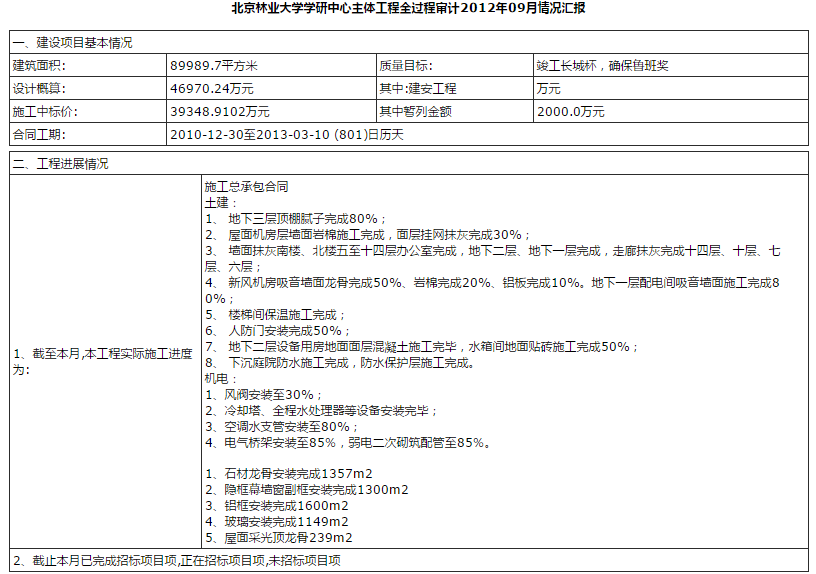 北京林业大学学研中心主体工程全过程审计2012年09月情况汇报
一、建设项目基本情况
建筑面积: 89989.7平方米 质量目标: 竣工长城杯，确保鲁班奖
设计概算: 46970.24万元 其中:建安工程 万元
施工中标价: 39348.9102万元 其中暂列金额 2000.0万元
合同工期: 2010-12-30至2013-03-10 (801)日历天
二、工程进展情况
1、截至本月,本工程实际施工进度
为:
施工总承包合同
土建：
1、 地下三层顶棚腻子完成80%；
2、 屋面机房层墙面岩棉施工完成，面层挂网抹灰完成30%；
3、 墙面抹灰南楼、北楼五至十四层办公室完成，地下二层、地下一层完成，走廊抹灰完成十四层、十层、七
层、六层；
4、 新风机房吸音墙面龙骨完成50%、岩棉完成20%、铝板完成10%。地下一层配电间吸音墙面施工完成8
0%；
5、 楼梯间保温施工完成；
6、 人防门安装完成50%；
7、 地下二层设备用房地面面层混凝土施工完毕，水箱间地面贴砖施工完成50%；
8、 下沉庭院防水施工完成，防水保护层施工完成。
机电：
1、风阀安装至30%；
2、冷却塔、全程水处理器等设备安装完毕；
3、空调水支管安装至80%；
4、电气桥架安装至85%，弱电二次砌筑配管至85%。
1、石材龙骨安装完成1357m2
2、隐框幕墙窗副框安装完成1300m2
3、铝框安装完成1600m2
4、玻璃安装完成1149m2
5、屋面采光顶龙骨239m2
2、截止本月已完成招标项目项,正在招标项目项,未招标项目项